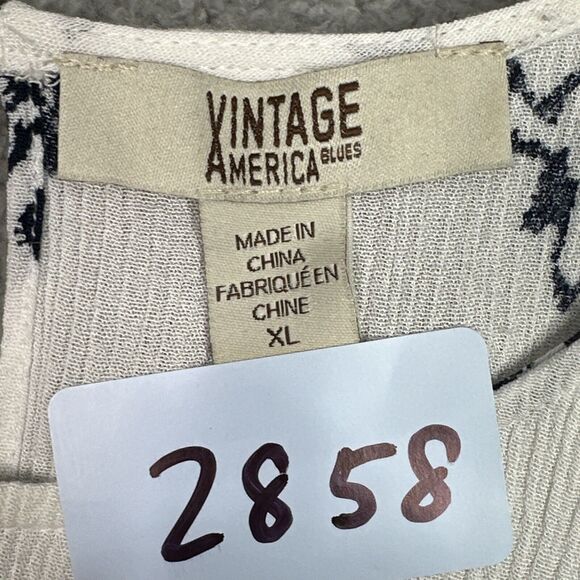 VINTAGE
AMERICA BLUES
MADE IN
CHINA
FABRIQUÉ EN
CHINE
XL
2858